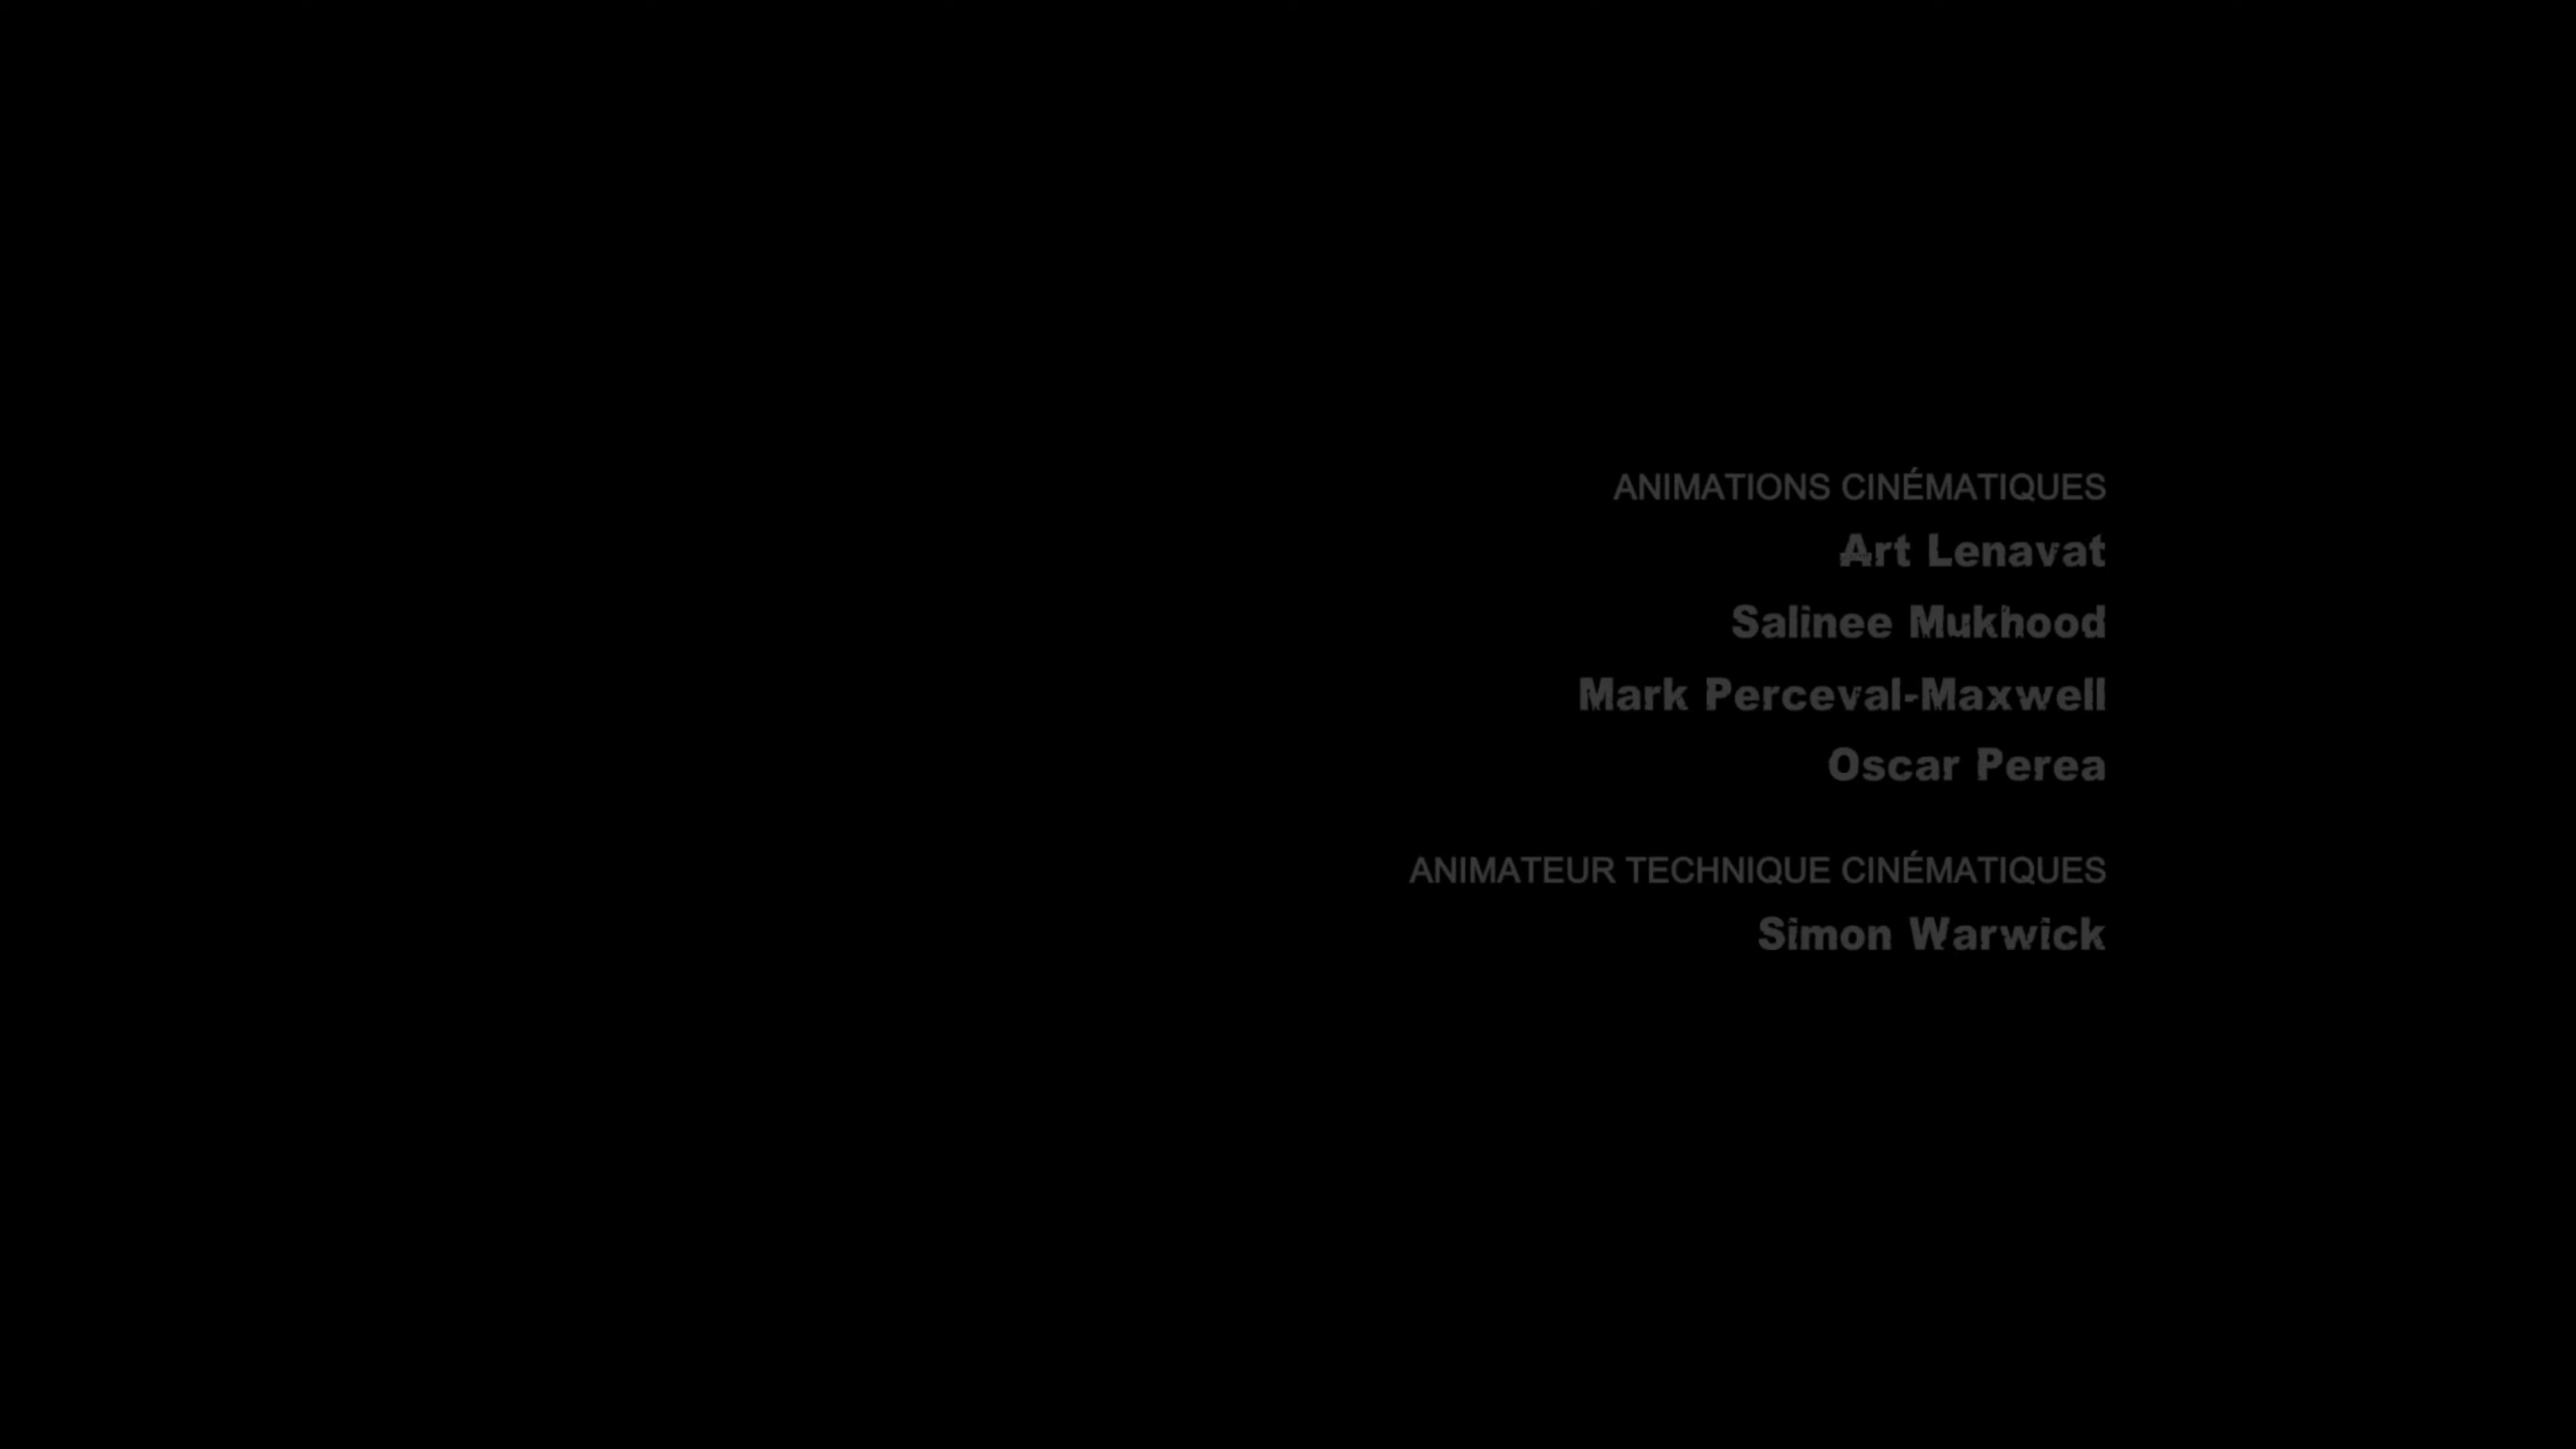 ANIMATIONS CINÉMATIQUES
Art Lenavat
Salinee Mukhood
Mark Perceval-Maxwell
Oscar Perea
ANIMATEUR TECHNIQUE CINÉMATIQUES
Simon Warwick